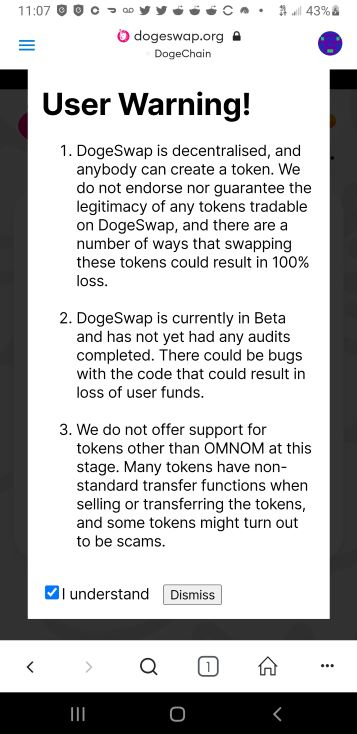 11:07 43%
dogeswap.org
DogeChain
User Warning!
1. DogeSwap is decentralised, and
anybody can create a token. We
do not endorse nor guarantee the
legitimacy of any tokens tradable
on DogeSwap, and there are a
number of ways that swapping
these tokens could result in 100%
loss.
2. DogeSwap is currently in Beta
and has not yet had any audits
completed. There could be bugs
with the code that could result in
loss of user funds.
3. We do not offer support for
tokens other than OMNOM at this
stage. Many tokens have non-
standard transfer functions when
selling or transferring the tokens,
and some tokens might turn out
to be scams.
I understand Dismiss
1